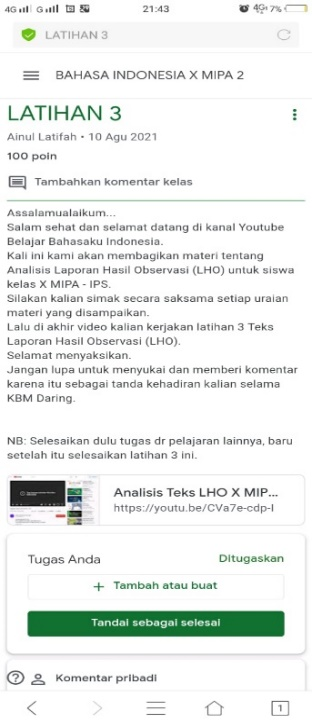 4G G 21:43 4G 7%
LATIHAN 3
BAHASA INDONESIA X MIPA 2
LATIHAN 3
Ainul Latifah • 10 Agu 2021
100 poin
Tambahkan komentar kelas
Assalamualaikum...
Salam sehat dan selamat datang di kanal Youtube
Belajar Bahasaku Indonesia.
Kali ini kami akan membagikan materi tentang
Analisis Laporan Hasil Observasi (LHO) untuk siswa
kelas X MIPA - IPS.
Silakan kalian simak secara saksama setiap uraian
materi yang disampaikan.
Lalu di akhir video kalian kerjakan latihan 3 Teks
Laporan Hasil Observasi (LHO).
Selamat menyaksikan.
Jangan lupa untuk menyukai dan memberi komentar
karena itu sebagai tanda kehadiran kalian selama
KBM Daring.
NB: Selesaikan dulu tugas dr pelajaran lainnya, baru
setelah itu selesaikan latihan 3 ini.
Analisis Teks LHO X MIP...
https://youtu.be/CVa7e-cdp-I
Tugas Anda Ditugaskan
+ Tambah atau buat
Tandai sebagai selesai
Komentar pribadi
1